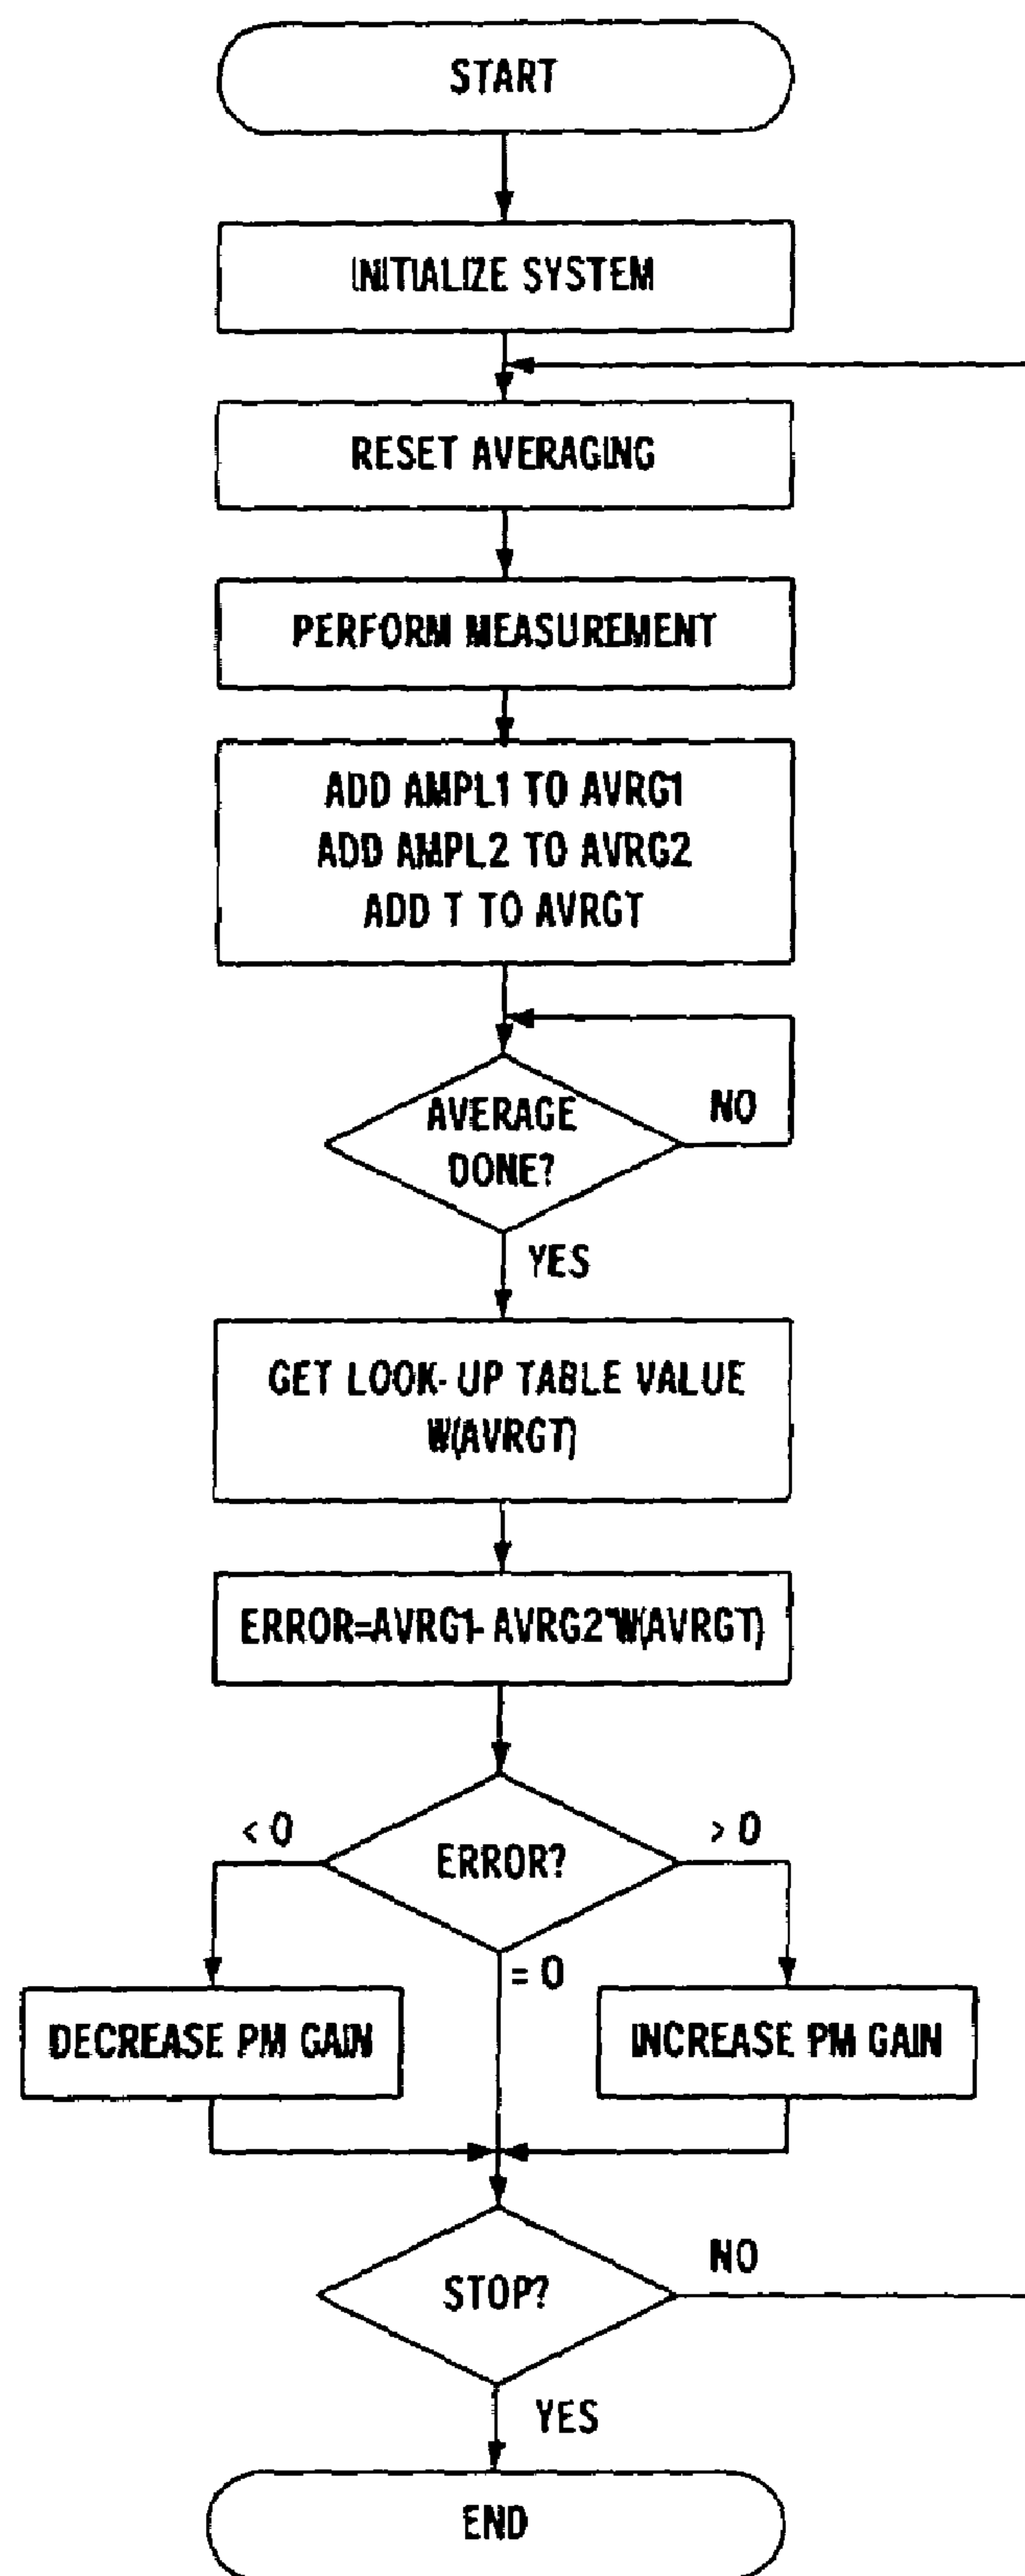 START
INITIALIZE SYSTEM
RESET AVERAGING
PERFORM MEASUREMENT
ADD AMPL1 TO AVRG1
ADD AMPL2 TO AVRG2
ADD T TO AVRGT
AVERAGE
DONE?
NO
YES
GET LOOK-UP TABLE VALUE
W(AVRGT)
ERROR=AVRG1-AVRG2*W(AVRGT)
< 0
ERROR?
> 0
= 0
DECREASE PM GAIN
INCREASE PM GAIN
STOP?
NO
YES
END